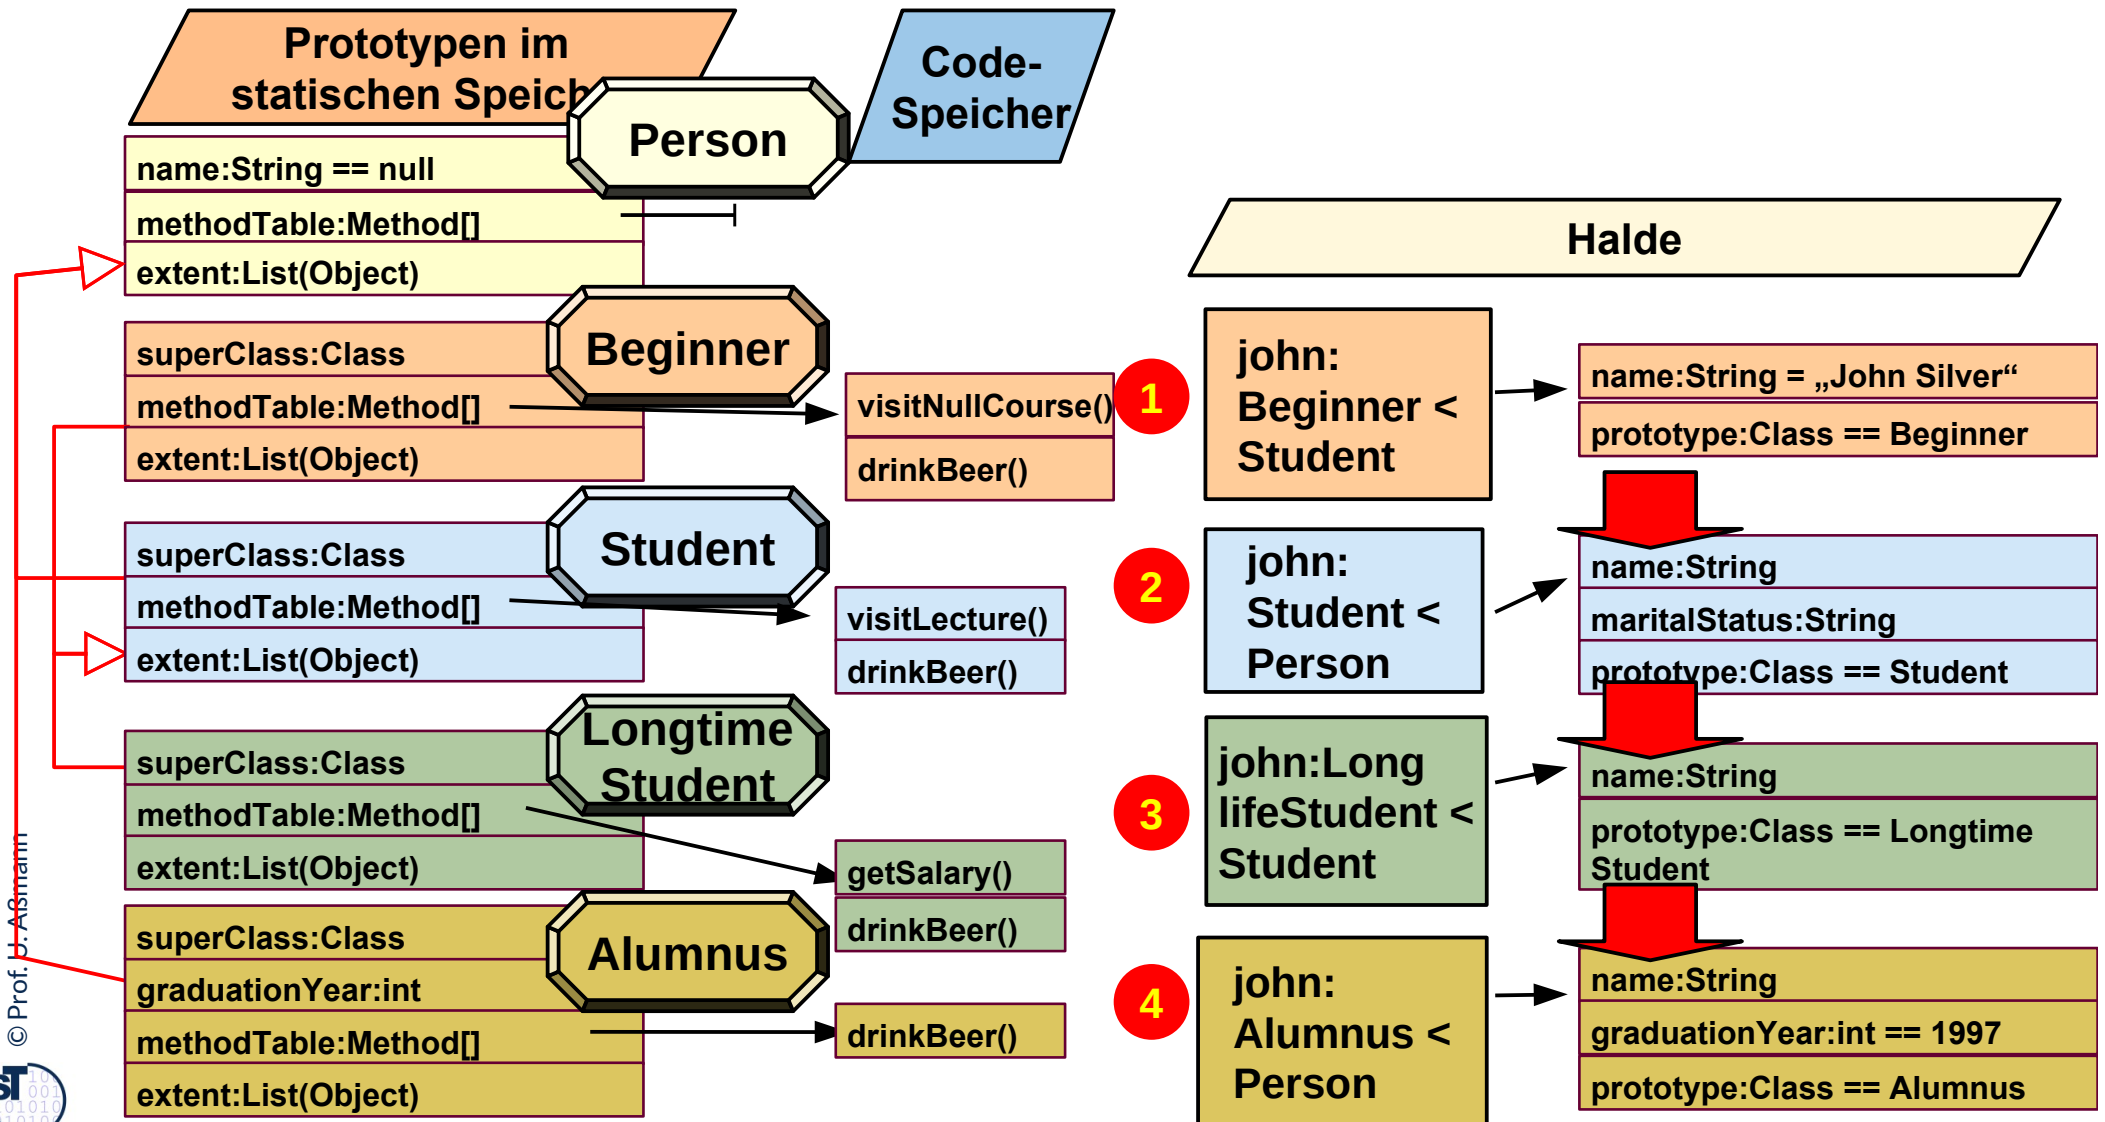 Prototypen im
statischen Speich
Code-
Speicher
Person
name:String == null
methodTable:Method[]
extent:List(Object)
Halde
Beginner
superClass:Class
methodTable:Method[]
extent:List(Object)
visitNullCourse()
drinkBeer()
1
john:
Beginner <
Student
name:String = „John Silver“
prototype:Class == Beginner
Student
superClass:Class
methodTable:Method[]
extent:List(Object)
visitLecture()
drinkBeer()
2
john:
Student <
Person
name:String
maritalStatus:String
prototype:Class == Student
Longtime
Student
superClass:Class
methodTable:Method[]
extent:List(Object)
getSalary()
drinkBeer()
3
john:Long
lifeStudent <
Student
name:String
prototype:Class == Longtime
Student
Alumnus
superClass:Class
graduationYear:int
methodTable:Method[]
extent:List(Object)
drinkBeer()
4
john:
Alumnus <
Person
name:String
graduationYear:int == 1997
prototype:Class == Alumnus
© Prof. U. Aßmann
ST